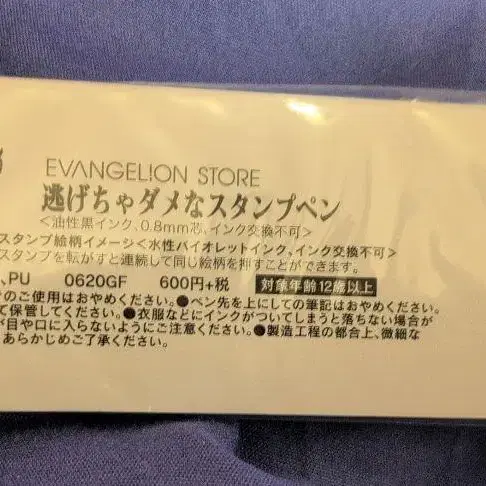 EVANGELION STORE
逃げちゃダメなスタンプペン
＜油性黒インク、0.8mm芯、インク交換不可＞
スタンプ絵柄イメージ＜水性バイオレットインク、インク交換不可＞
スタンプを転がすと連続して同じ絵柄を押すことができます。
、PU 0620GF 600円+税 対象年齢12歳以上
のご使用はおやめください。●ペン先を上にしての筆記はおやめください
て保管してください。●衣服などにインクがついてしまうと落ちない場合が
が目や口に入らないようにご注意ください。●製造工程の都合上、微細な
あらかじめご了承ください。